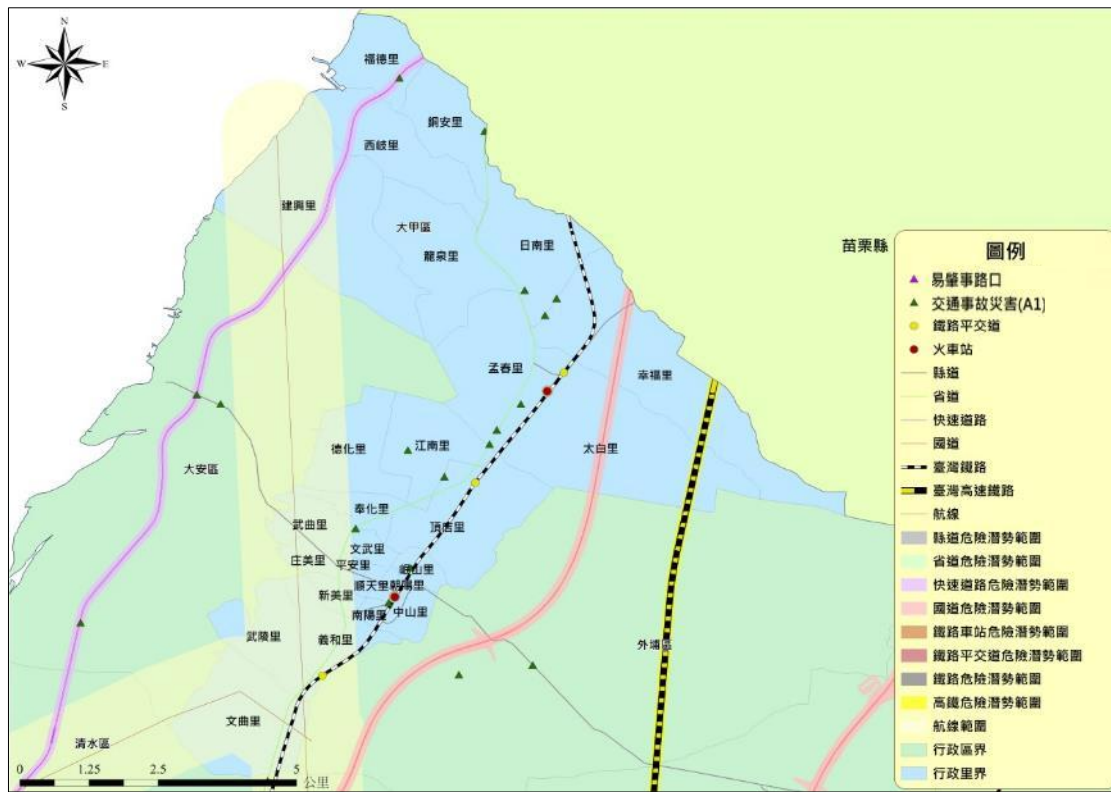 N
W
E
S
福德里
銅安里
西岐里
建興里
大甲區
龍泉里
日南里
苗栗縣
孟春里
幸福里
德化里
江南里
太白里
大安區
奉化里
武曲里
頂店里
文武里
庄美里
平安里
岷山里
順天里
朝陽里
新美里
南陽里
中山里
武陵里
義和里
外埔區
文曲里
清水區
0
1.25
2.5
5
公里
圖例
易肇事路口
交通事故災害(A1)
鐵路平交道
火車站
縣道
省道
快速道路
國道
臺灣鐵路
臺灣高速鐵路
航線
縣道危險潛勢範圍
省道危險潛勢範圍
快速道路危險潛勢範圍
國道危險潛勢範圍
鐵路車站危險潛勢範圍
鐵路平交道危險潛勢範圍
鐵路危險潛勢範圍
高鐵危險潛勢範圍
航線範圍
行政區界
行政里界